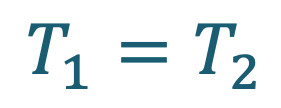 T₁ = T₂